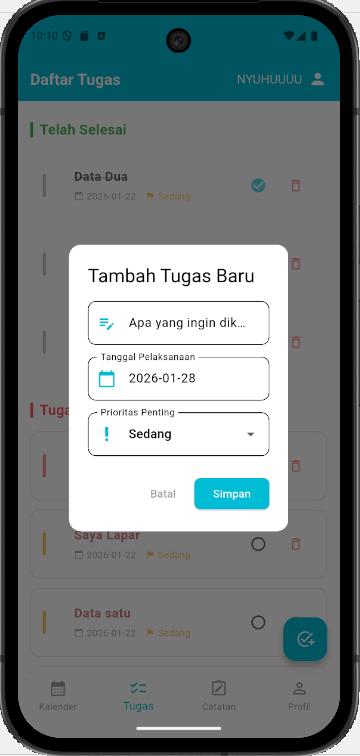 10:10
Daftar Tugas
NYUHUUUU
Telah Selesai
Data Dua
2026-01-22
Sedang
Tambah Tugas Baru
Apa yang ingin dik...
Tanggal Pelaksanaan
2026-01-28
Prioritas Penting
Sedang
Batal
Simpan
Tuga
Saya Lapar
2026-01-22
Sedang
Data satu
2026-01-22
Sedang
Kalender
Tugas
Catatan
Profil